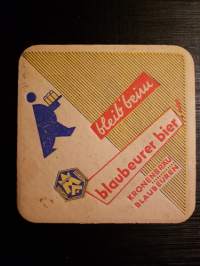 bleib' beim
blaubeurer bier
KRONENBRÄU
BLAUBEUREN